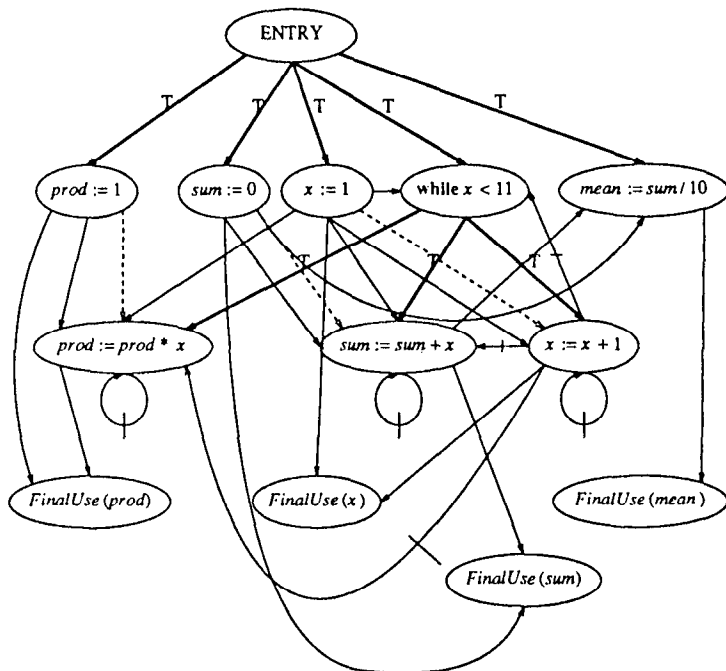 ENTRY
T T T T T
prod := 1
sum := 0
x := 1
while x < 11
mean := sum / 10
T T T
prod := prod * x
sum := sum + x
x := x + 1
FinalUse(prod)
FinalUse(x)
FinalUse(mean)
FinalUse(sum)